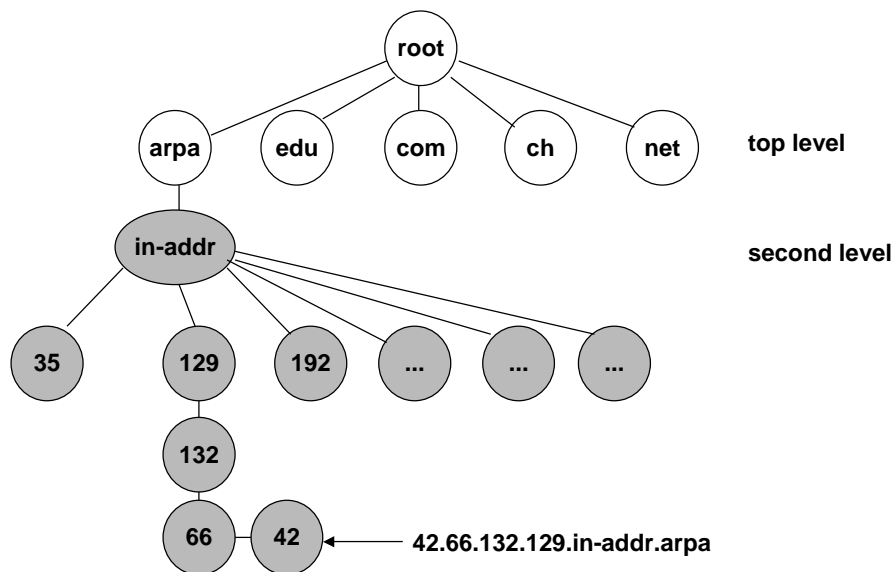 root
arpa
edu
com
ch
net
top level
in-addr
second level
35
129
192
...
...
...
132
66
42
42.66.132.129.in-addr.arpa